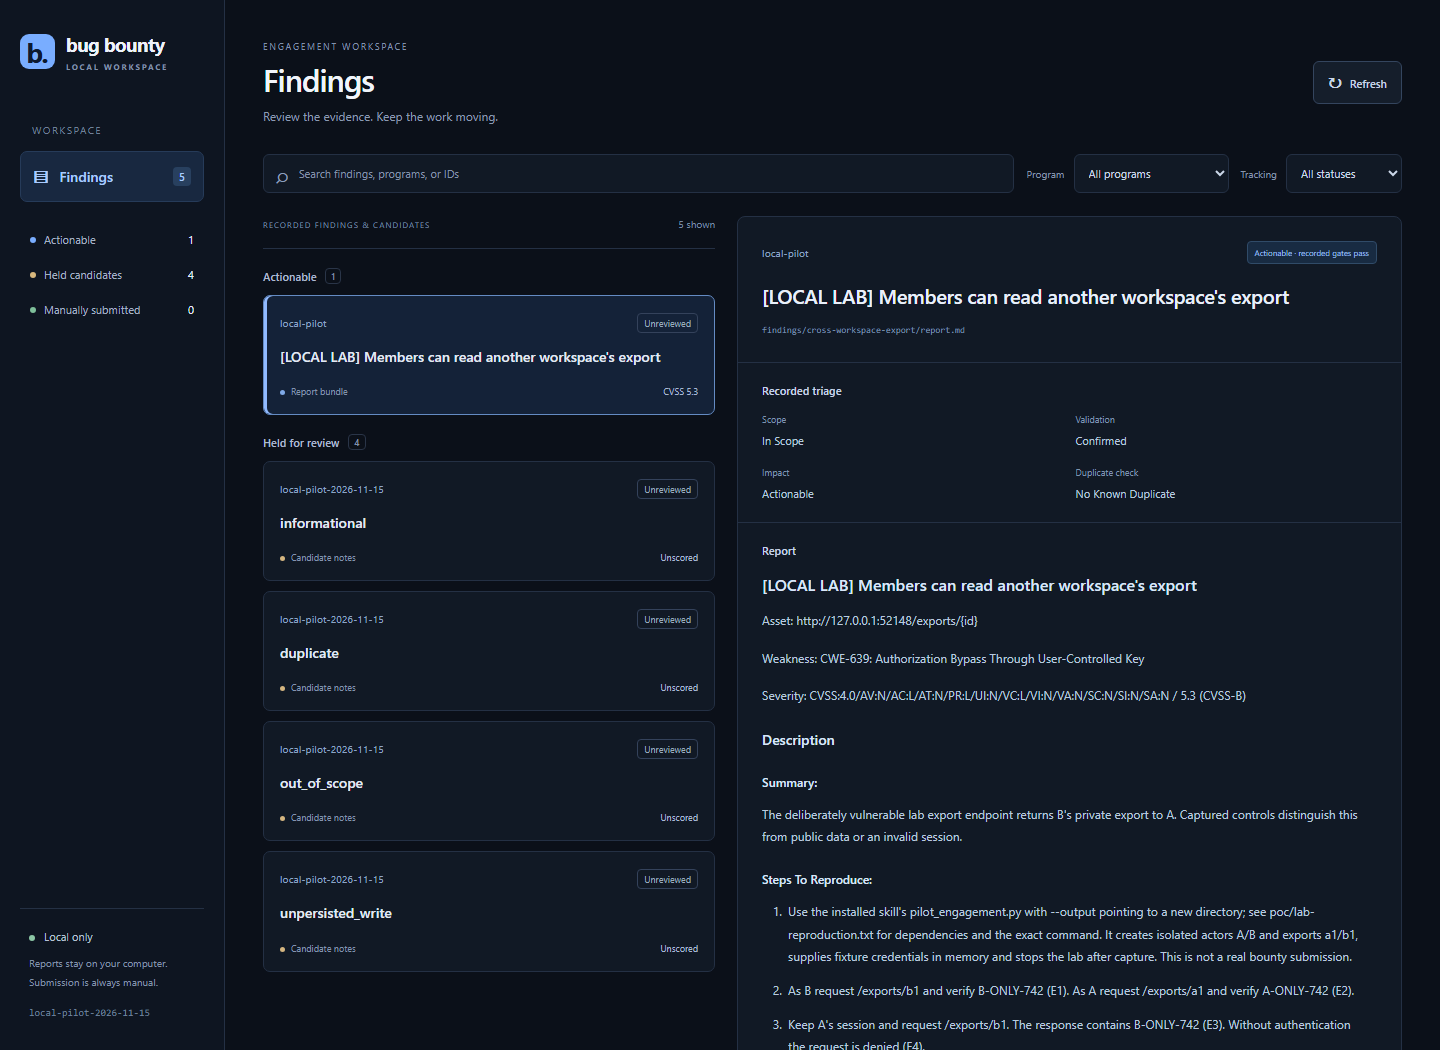 b.
bug bounty
LOCAL WORKSPACE
WORKSPACE
Findings 5
Actionable 1
Held candidates 4
Manually submitted 0
Local only
Reports stay on your computer.
Submission is always manual.
local-pilot-2026-11-15
ENGAGEMENT WORKSPACE
Findings
Review the evidence. Keep the work moving.
Refresh
Search findings, programs, or IDs
Program All programs Tracking All statuses
RECORDED FINDINGS & CANDIDATES 5 shown
Actionable 1
local-pilot Unreviewed
[LOCAL LAB] Members can read another workspace's export
Report bundle CVSS 5.3
Held for review 4
local-pilot-2026-11-15 Unreviewed
informational
Candidate notes Unscored
local-pilot-2026-11-15 Unreviewed
duplicate
Candidate notes Unscored
local-pilot-2026-11-15 Unreviewed
out_of_scope
Candidate notes Unscored
local-pilot-2026-11-15 Unreviewed
unpersisted_write
Candidate notes Unscored
local-pilot Actionable · recorded gates pass
[LOCAL LAB] Members can read another workspace's export
findings/cross-workspace-export/report.md
Recorded triage
Scope Validation
In Scope Confirmed
Impact Duplicate check
Actionable No Known Duplicate
Report
[LOCAL LAB] Members can read another workspace's export
Asset: http://127.0.0.1:52148/exports/{id}
Weakness: CWE-639: Authorization Bypass Through User-Controlled Key
Severity: CVSS:4.0/AV:N/AC:L/AT:N/PR:L/UI:N/VC:L/VI:N/VA:N/SC:N/SI:N/SA:N / 5.3 (CVSS-B)
Description
Summary:
The deliberately vulnerable lab export endpoint returns B's private export to A. Captured controls distinguish this
from public data or an invalid session.
Steps To Reproduce:
1. Use the installed skill's pilot_engagement.py with --output pointing to a new directory; see poc/lab-
reproduction.txt for dependencies and the exact command. It creates isolated actors A/B and exports a1/b1,
supplies fixture credentials in memory and stops the lab after capture. This is not a real bounty submission.
2. As B request /exports/b1 and verify B-ONLY-742 (E1). As A request /exports/a1 and verify A-ONLY-742 (E2).
3. Keep A's session and request /exports/b1. The response contains B-ONLY-742 (E3). Without authentication
the request is denied (E4).